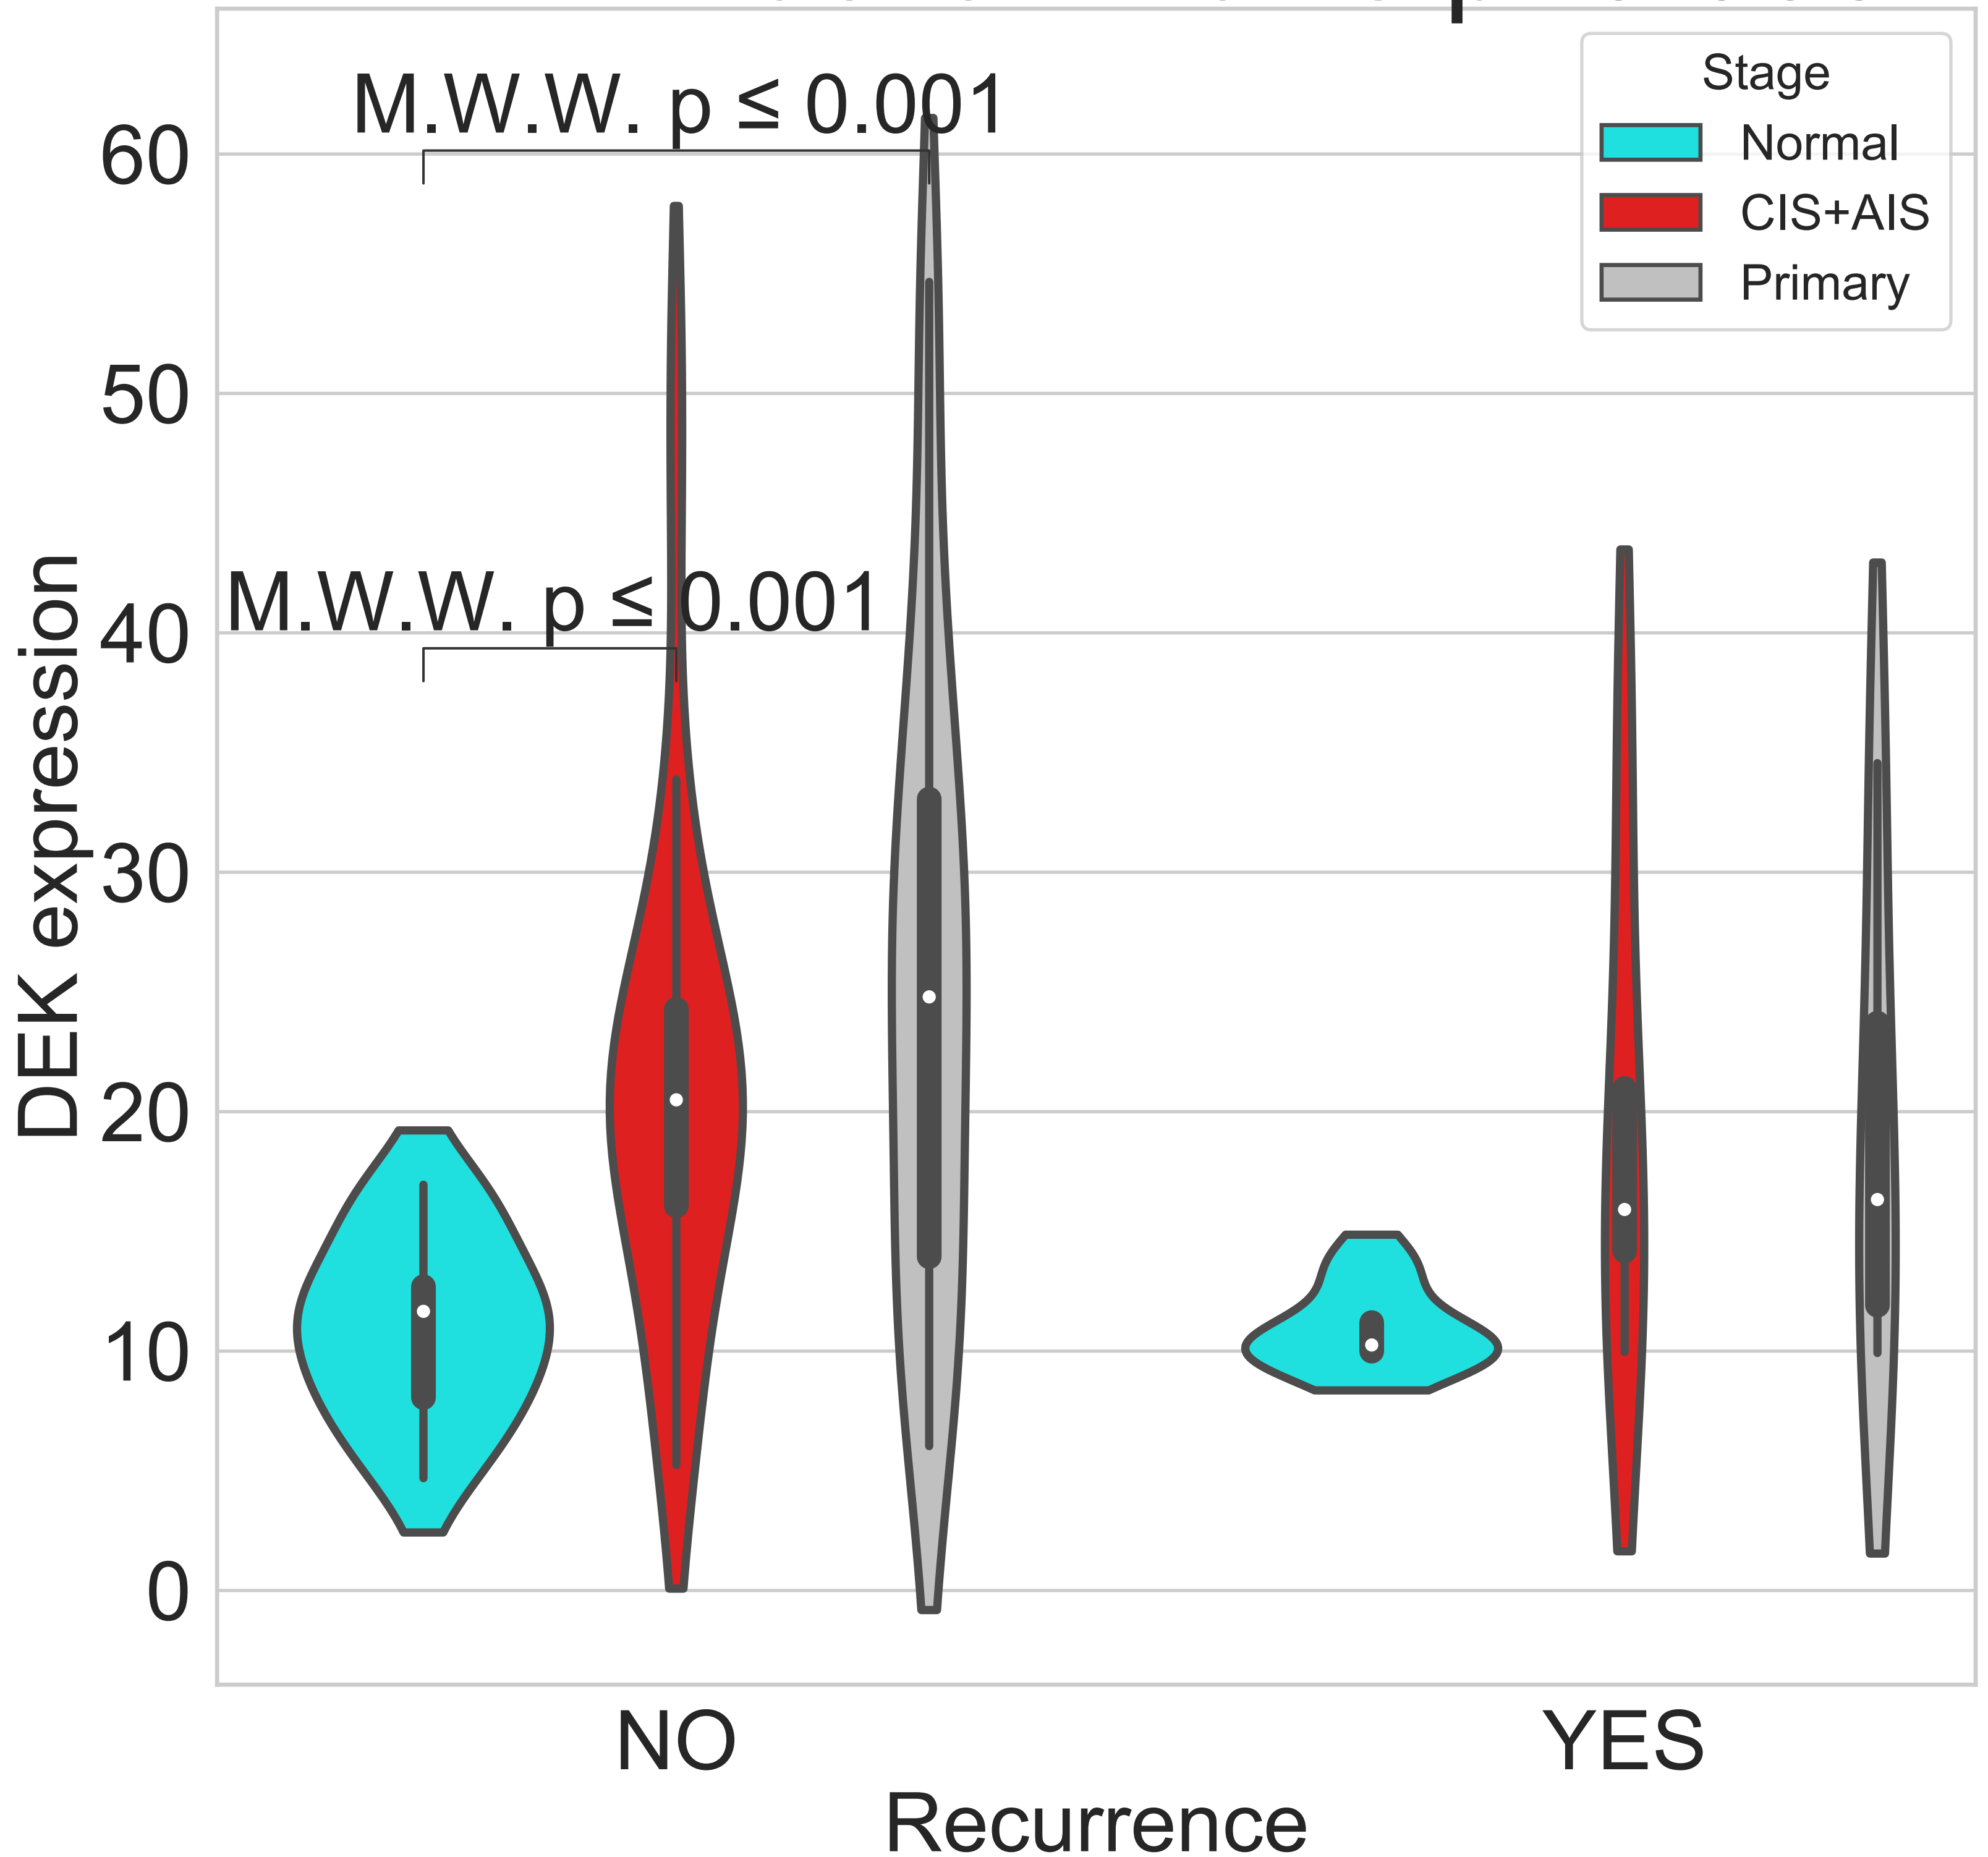 M.W.W. p ≤ 0.001
Stage
Normal
CIS+AIS
Primary
M.W.W. p ≤ 0.001
60
50
40
30
20
10
0
DEK expression
NO
YES
Recurrence